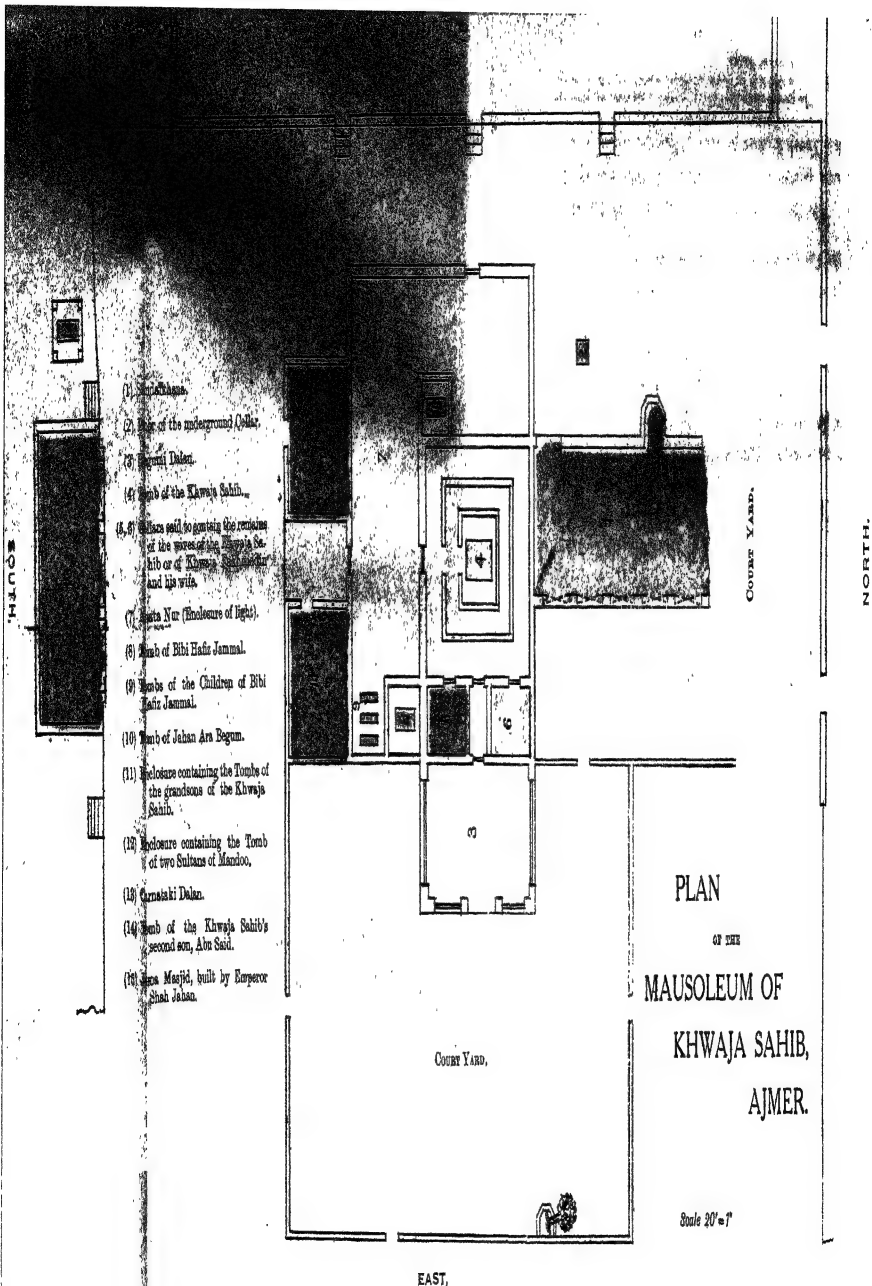 SOUTH.
(2) of the underground Cellar.
(3) Begumi Dalan.
(4) Tomb of the Khwaja Sahib.
(5, 6) Cellars said to contain the remains
of the wives of the Khwaja Sa-
hib or of Khwaja
and his wife.
(7) Nur (Enclosure of light).
(8) Tomb of Bibi Hafiz Jammal.
(9) Tombs of the Children of Bibi
Hafiz Jammal.
(10) Tomb of Jahan Ara Begum.
(11) Enclosure containing the Tombs of
the grandsons of the Khwaja
Sahib.
(12) Enclosure containing the Tomb
of two Sultans of Mandoo.
(13) Carnataki Dalan.
(14) Tomb of the Khwaja Sahib's
second son, Abu Said.
(15) Masjid, built by Emperor
Shah Jahan.
7
4
9
6
3
COURT YARD.
NORTH.
COURT YARD.
PLAN
OF THE
MAUSOLEUM OF
KHWAJA SAHIB,
AJMER.
Scale 20'=1"
EAST.